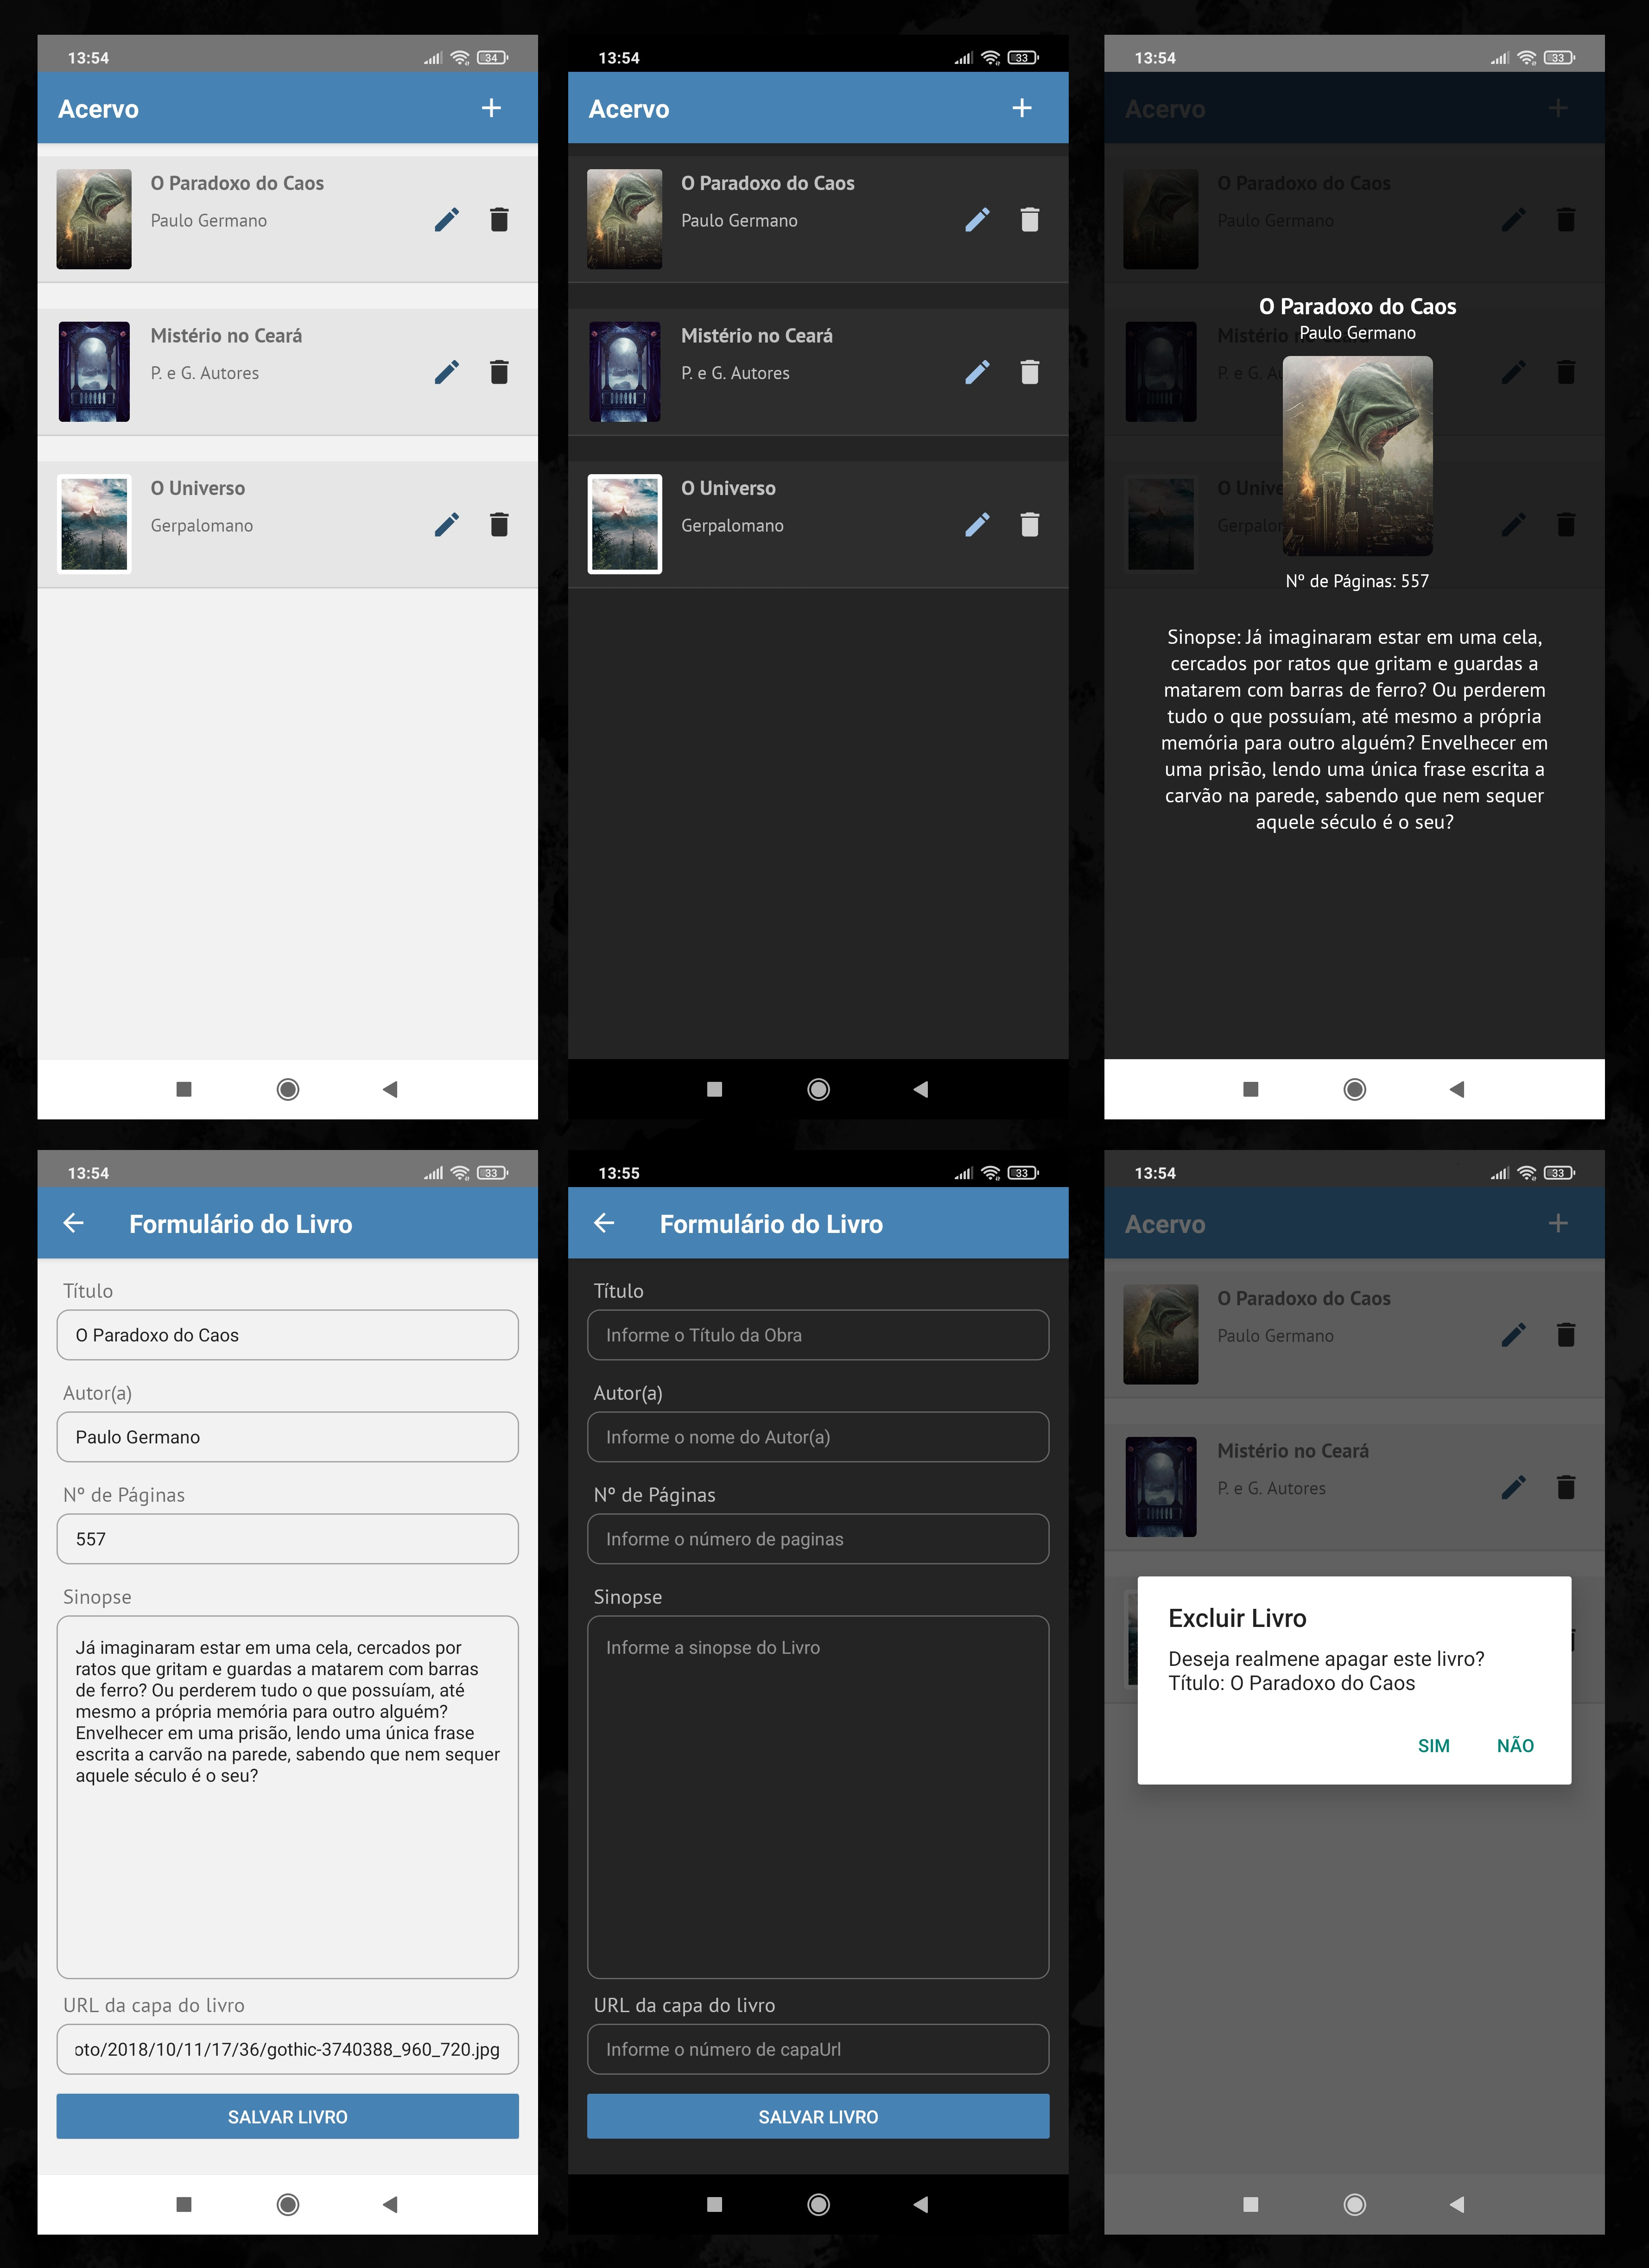 13:54
34
Acervo
O Paradoxo do Caos
Paulo Germano
Mistério no Ceará
P. e G. Autores
O Universo
Gerpalomano
13:54
33
Acervo
O Paradoxo do Caos
Paulo Germano
Mistério no Ceará
P. e G. Autores
O Universo
Gerpalomano
13:54
33
Acervo
O Paradoxo do Caos
Paulo Germano
O Paradoxo do Caos
Paulo Germano
Nº de Páginas: 557
Sinopse: Já imaginaram estar em uma cela,
cercados por ratos que gritam e guardas a
matarem com barras de ferro? Ou perderem
tudo o que possuíam, até mesmo a própria
memória para outro alguém? Envelhecer em
uma prisão, lendo uma única frase escrita a
carvão na parede, sabendo que nem sequer
aquele século é o seu?
13:54
33
Formulário do Livro
Título
O Paradoxo do Caos
Autor(a)
Paulo Germano
Nº de Páginas
557
Sinopse
Já imaginaram estar em uma cela, cercados por
ratos que gritam e guardas a matarem com barras
de ferro? Ou perderem tudo o que possuíam, até
mesmo a própria memória para outro alguém?
Envelhecer em uma prisão, lendo uma única frase
escrita a carvão na parede, sabendo que nem sequer
aquele século é o seu?
URL da capa do livro
oto/2018/10/11/17/36/gothic-3740388_960_720.jpg
SALVAR LIVRO
13:55
33
Formulário do Livro
Título
Informe o Título da Obra
Autor(a)
Informe o nome do Autor(a)
Nº de Páginas
Informe o número de paginas
Sinopse
Informe a sinopse do Livro
URL da capa do livro
Informe o número de capaUrl
SALVAR LIVRO
13:54
33
Acervo
O Paradoxo do Caos
Paulo Germano
Mistério no Ceará
P. e G. Autores
Excluir Livro
Deseja realmene apagar este livro?
Título: O Paradoxo do Caos
SIM
NÃO